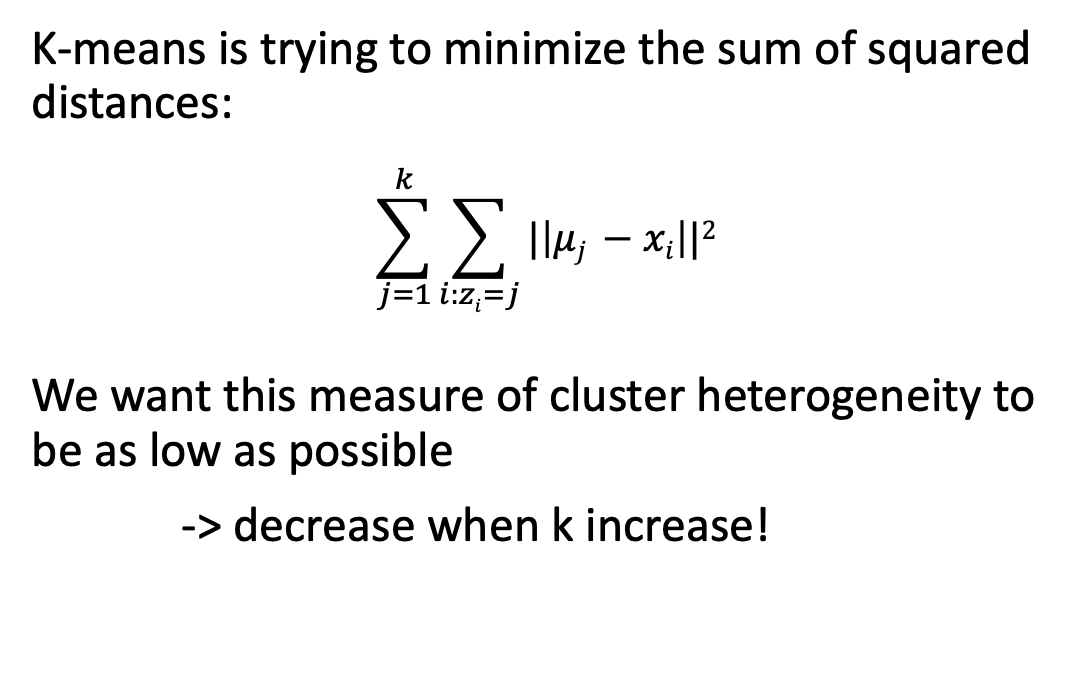 K-means is trying to minimize the sum of squared
distances:
k
∑ ∑ ||μⱼ − xᵢ||²
j=1 i:zᵢ=j
We want this measure of cluster heterogeneity to
be as low as possible
-> decrease when k increase!